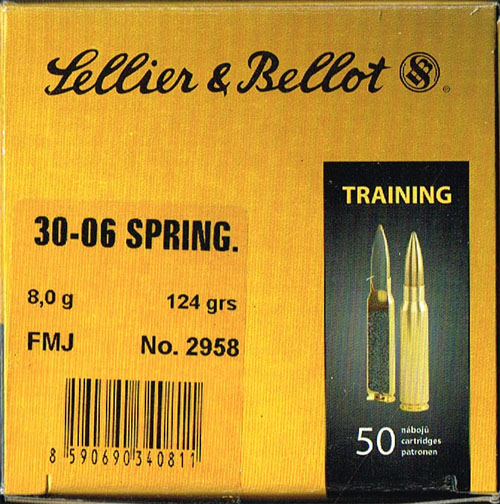 Sellier & Bellot SB ®
TRAINING
30-06 SPRING.
8,0 g 124 grs
FMJ No. 2958
8 590690 340811
50 nábojů
cartridges
patronen